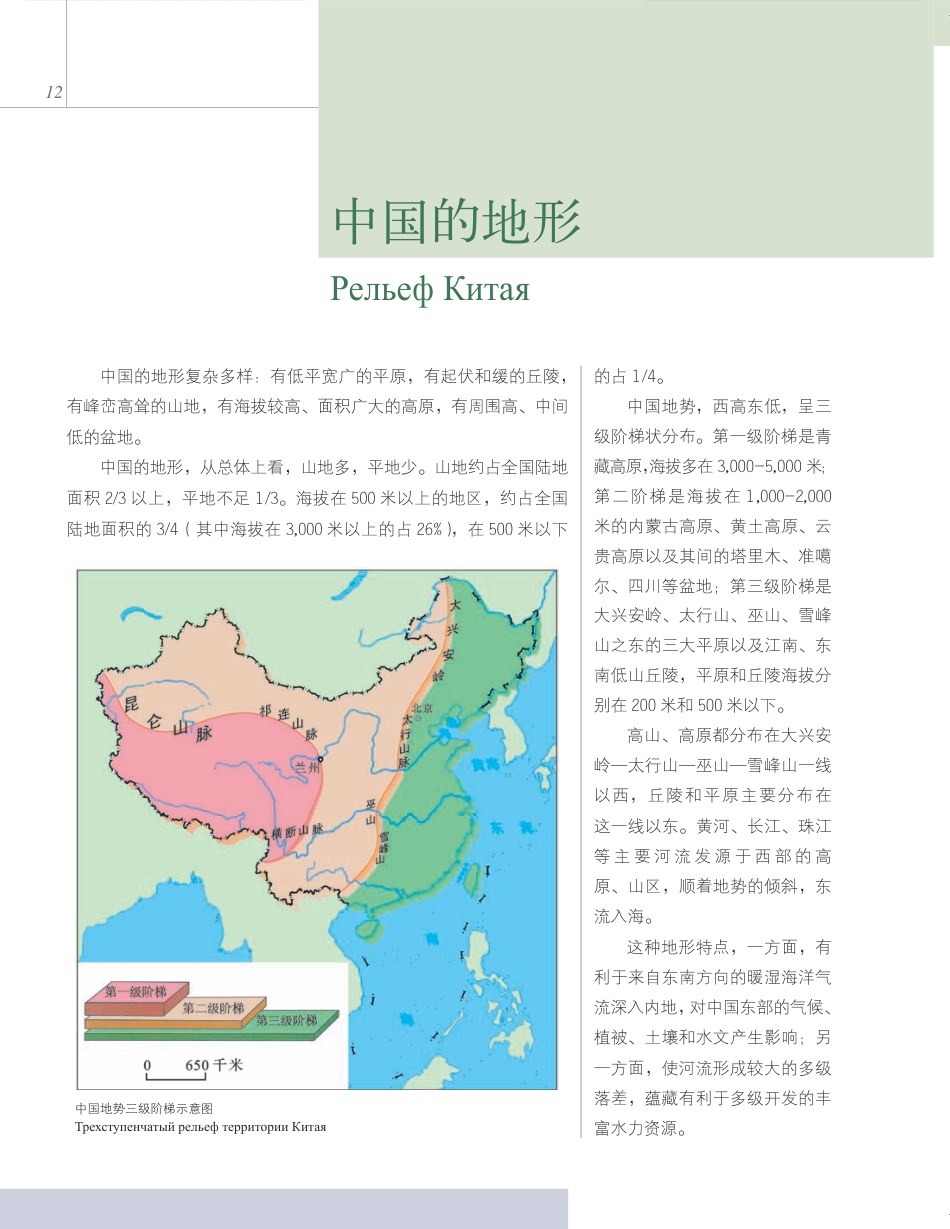 12
中国的地形
Рельеф Китая
中国的地形复杂多样：有低平宽广的平原，有起伏和缓的丘陵，
有峰峦高耸的山地，有海拔较高、面积广大的高原，有周围高、中间
低的盆地。
中国的地形，从总体上看，山地多，平地少。山地约占全国陆地
面积 2/3 以上，平地不足 1/3。海拔在 500 米以上的地区，约占全国
陆地面积的 3/4（其中海拔在 3,000 米以上的占 26%），在 500 米以下
的占 1/4。
中国地势，西高东低，呈三
级阶梯状分布。第一级阶梯是青
藏高原，海拔多在 3,000-5,000 米；
第二阶梯是海拔在 1,000-2,000
米的内蒙古高原、黄土高原、云
贵高原以及其间的塔里木、准噶
尔、四川等盆地；第三级阶梯是
大兴安岭、太行山、巫山、雪峰
山之东的三大平原以及江南、东
南低山丘陵，平原和丘陵海拔分
别在 200 米和 500 米以下。
高山、高原都分布在大兴安
岭—太行山—巫山—雪峰山一线
以西，丘陵和平原主要分布在
这一线以东。黄河、长江、珠江
等主要河流发源于西部的高
原、山区，顺着地势的倾斜，东
流入海。
这种地形特点，一方面，有
利于来自东南方向的暖湿海洋气
流深入内地，对中国东部的气候、
植被、土壤和水文产生影响；另
一方面，使河流形成较大的多级
落差，蕴藏有利于多级开发的丰
富水力资源。
大兴安岭
昆仑山脉
祁连山脉
北京
太行山脉
兰州
黄海
巫山
横断山脉
雪峰山
东海
南
海
第一级阶梯
第二级阶梯
第三级阶梯
0 650 千米
中国地势三级阶梯示意图
Трехступенчатый рельеф территории Китая